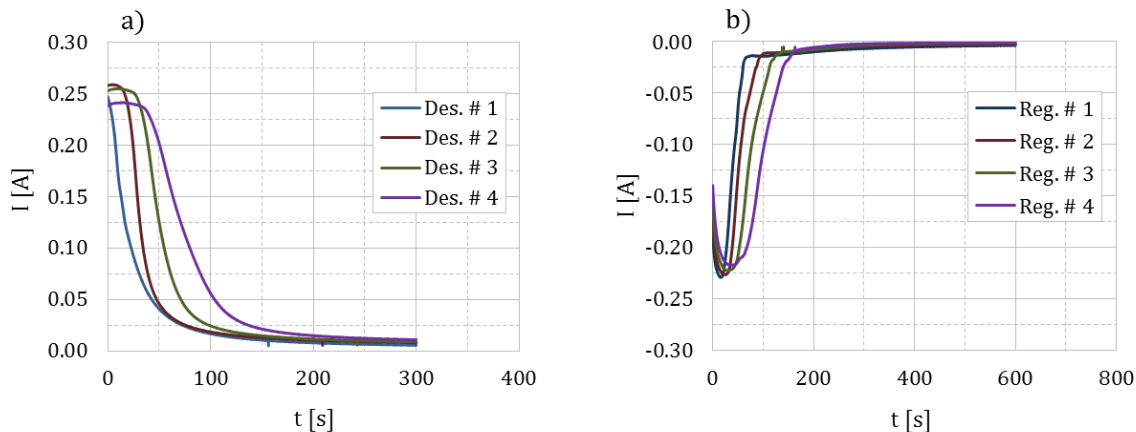 a)
0.30
0.25
0.20
0.15
0.10
0.05
0.00
I [A]
0 100 200 300 400
t [s]
Des. # 1
Des. # 2
Des. # 3
Des. # 4
b)
0.00
-0.05
-0.10
-0.15
-0.20
-0.25
-0.30
I [A]
0 200 400 600 800
t [s]
Reg. # 1
Reg. # 2
Reg. # 3
Reg. # 4